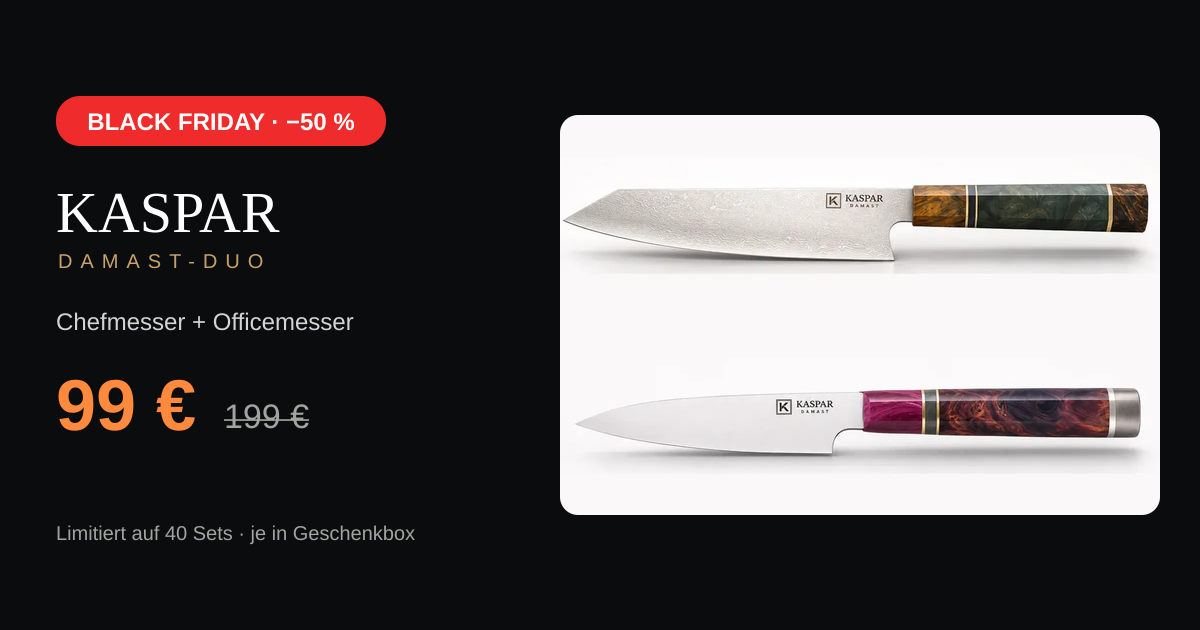 BLACK FRIDAY · −50 %
KASPAR
DAMAST-DUO
Chefmesser + Officemesser
99 € 199 €
Limitiert auf 40 Sets · je in Geschenkbox
K KASPAR
DAMAST
K KASPAR
DAMAST